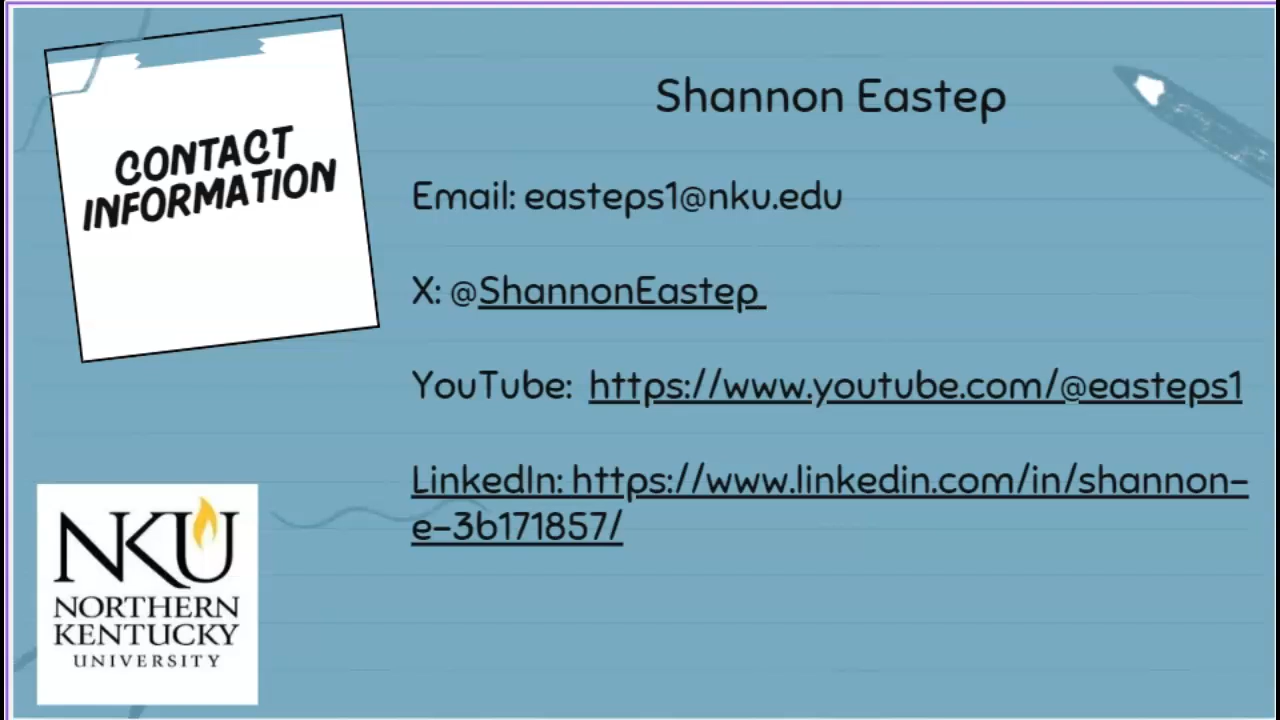 CONTACT
INFORMATION
Shannon Eastep
Email: easteps1@nku.edu
X: @ShannonEastep
YouTube: https://www.youtube.com/@easteps1
LinkedIn: https://www.linkedin.com/in/shannon-
e-3b171857/
NKU
NORTHERN
KENTUCKY
UNIVERSITY